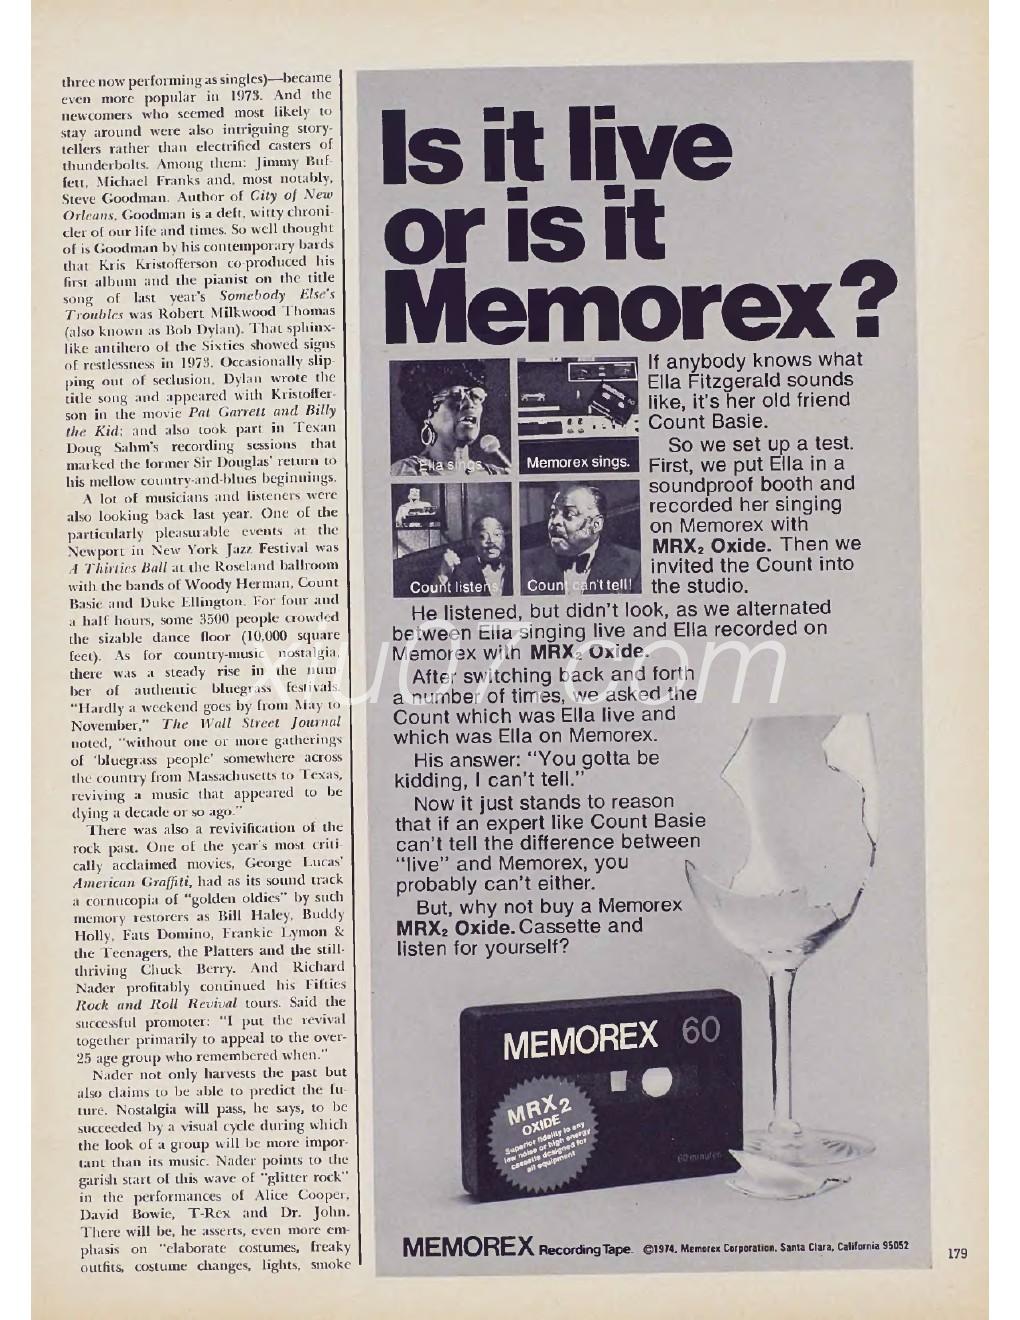 three now performing as singles)—became
even more popular in 1973. And the
newcomers who seemed most likely to
stay around were also intriguing story-
tellers rather than electrified casters of
thunderbolts. Among them: Jimmy Buf-
fett, Michael Franks and, most notably,
Steve Goodman. Author of City of New
Orleans, Goodman is a deft, witty chroni-
cler of our life and times. So well thought
of is Goodman by his contemporary bards
that Kris Kristofferson co-produced his
first album and the pianist on the title
song of last year's Somebody Else's
Troubles was Robert Milkwood Thomas
(also known as Bob Dylan). That sphinx-
like antihero of the Sixties showed signs
of restlessness in 1973. Occasionally slip-
ping out of seclusion, Dylan wrote the
title song and appeared with Kristoffer-
son in the movie Pat Garrett and Billy
the Kid; and also took part in Texan
Doug Sahm's recording sessions that
marked the former Sir Douglas' return to
his mellow country-and-blues beginnings.
A lot of musicians and listeners were
also looking back last year. One of the
particularly pleasurable events at the
Newport in New York Jazz Festival was
A Thirties Ball at the Roseland ballroom
with the bands of Woody Herman, Count
Basie and Duke Ellington. For four and
a half hours, some 3500 people crowded
the sizable dance floor (10,000 square
feet). As for country-music nostalgia,
there was a steady rise in the num
ber of authentic bluegrass festivals.
"Hardly a weekend goes by from May to
November," The Wall Street Journal
noted, "without one or more gatherings
of 'bluegrass people' somewhere across
the country from Massachusetts to Texas,
reviving a music that appeared to be
dying a decade or so ago."
There was also a revivification of the
rock past. One of the year's most criti-
cally acclaimed movies, George Lucas'
American Graffiti, had as its sound track
a cornucopia of "golden oldies" by such
memory restorers as Bill Haley, Buddy
Holly, Fats Domino, Frankie Lymon &
the Teenagers, the Platters and the still-
thriving Chuck Berry. And Richard
Nader profitably continued his Fifties
Rock and Roll Revival tours. Said the
successful promoter: "I put the revival
together primarily to appeal to the over-
25 age group who remembered when."
Nader not only harvests the past but
also claims to be able to predict the fu-
ture. Nostalgia will pass, he says, to be
succeeded by a visual cycle during which
the look of a group will be more impor-
tant than its music. Nader points to the
garish start of this wave of "glitter rock"
in the performances of Alice Cooper,
David Bowie, T-Rex and Dr. John.
There will be, he asserts, even more em-
phasis on "elaborate costumes, freaky
outfits, costume changes, lights, smoke
Is it live
or is it
Memorex?
Ella sings.
Memorex sings.
Count listens.
Count can't tell!
If anybody knows what
Ella Fitzgerald sounds
like, it's her old friend
Count Basie.
So we set up a test.
First, we put Ella in a
soundproof booth and
recorded her singing
on Memorex with
MRX₂ Oxide. Then we
invited the Count into
the studio.
He listened, but didn't look, as we alternated
between Ella singing live and Ella recorded on
Memorex with MRX₂ Oxide.
After switching back and forth
a number of times, we asked the
Count which was Ella live and
which was Ella on Memorex.
His answer: "You gotta be
kidding, I can't tell."
Now it just stands to reason
that if an expert like Count Basie
can't tell the difference between
"live" and Memorex, you
probably can't either.
But, why not buy a Memorex
MRX₂ Oxide. Cassette and
listen for yourself?
MEMOREX 60
MRX₂
OXIDE
Superior fidelity to any
low noise or high energy
cassette designed for
all equipment
60 minutes
MEMOREX Recording Tape. ©1974, Memorex Corporation, Santa Clara, California 95052
179
xiu07.com